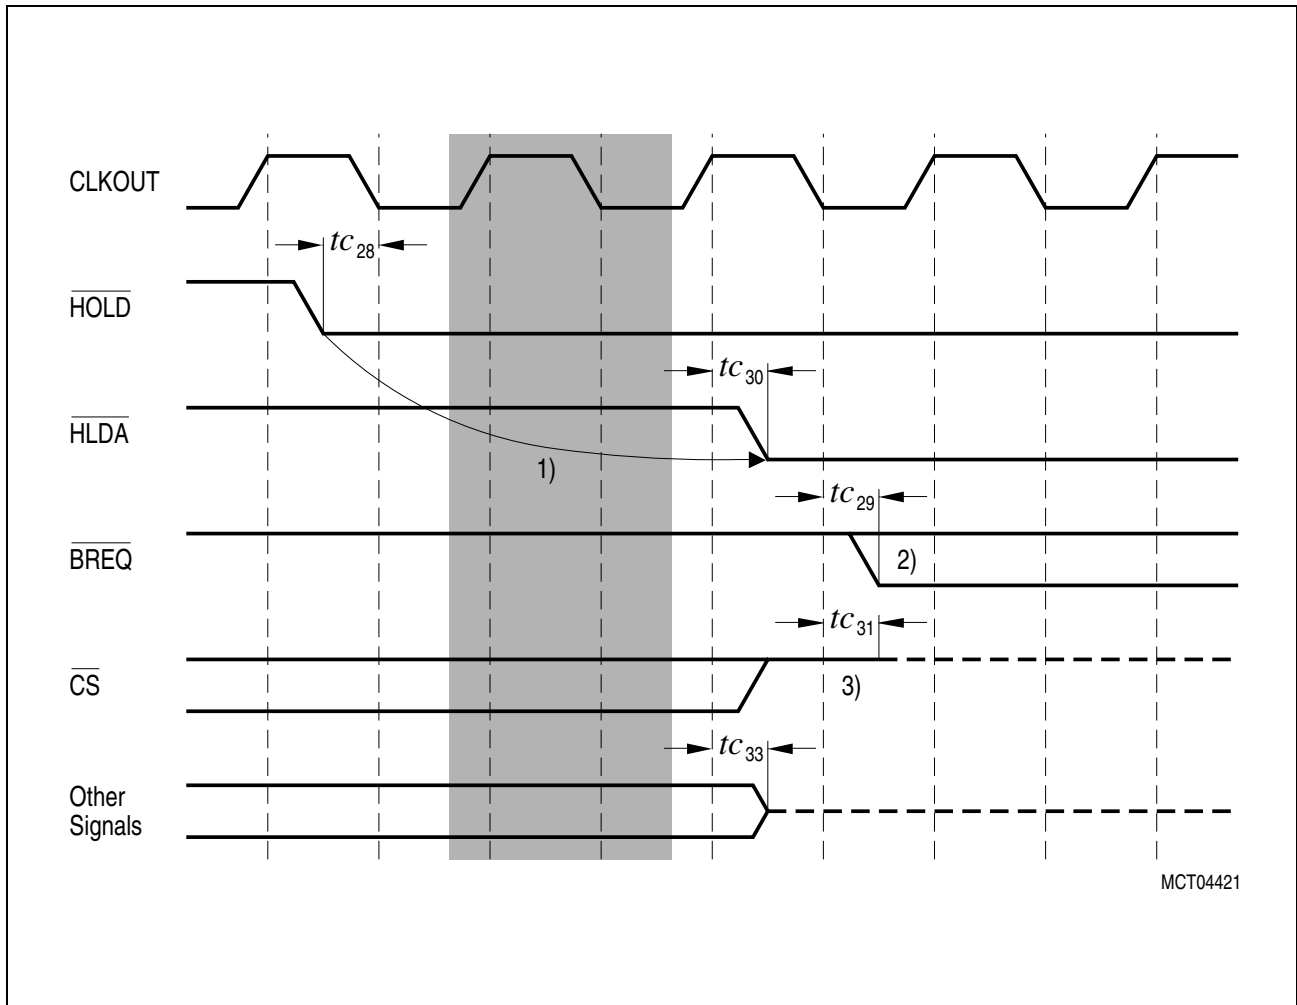 CLKOUT
tc28
HOLD
tc30
HLDA
1)
tc29
BREQ
2)
tc31
CS
3)
tc33
Other
Signals
MCT04421